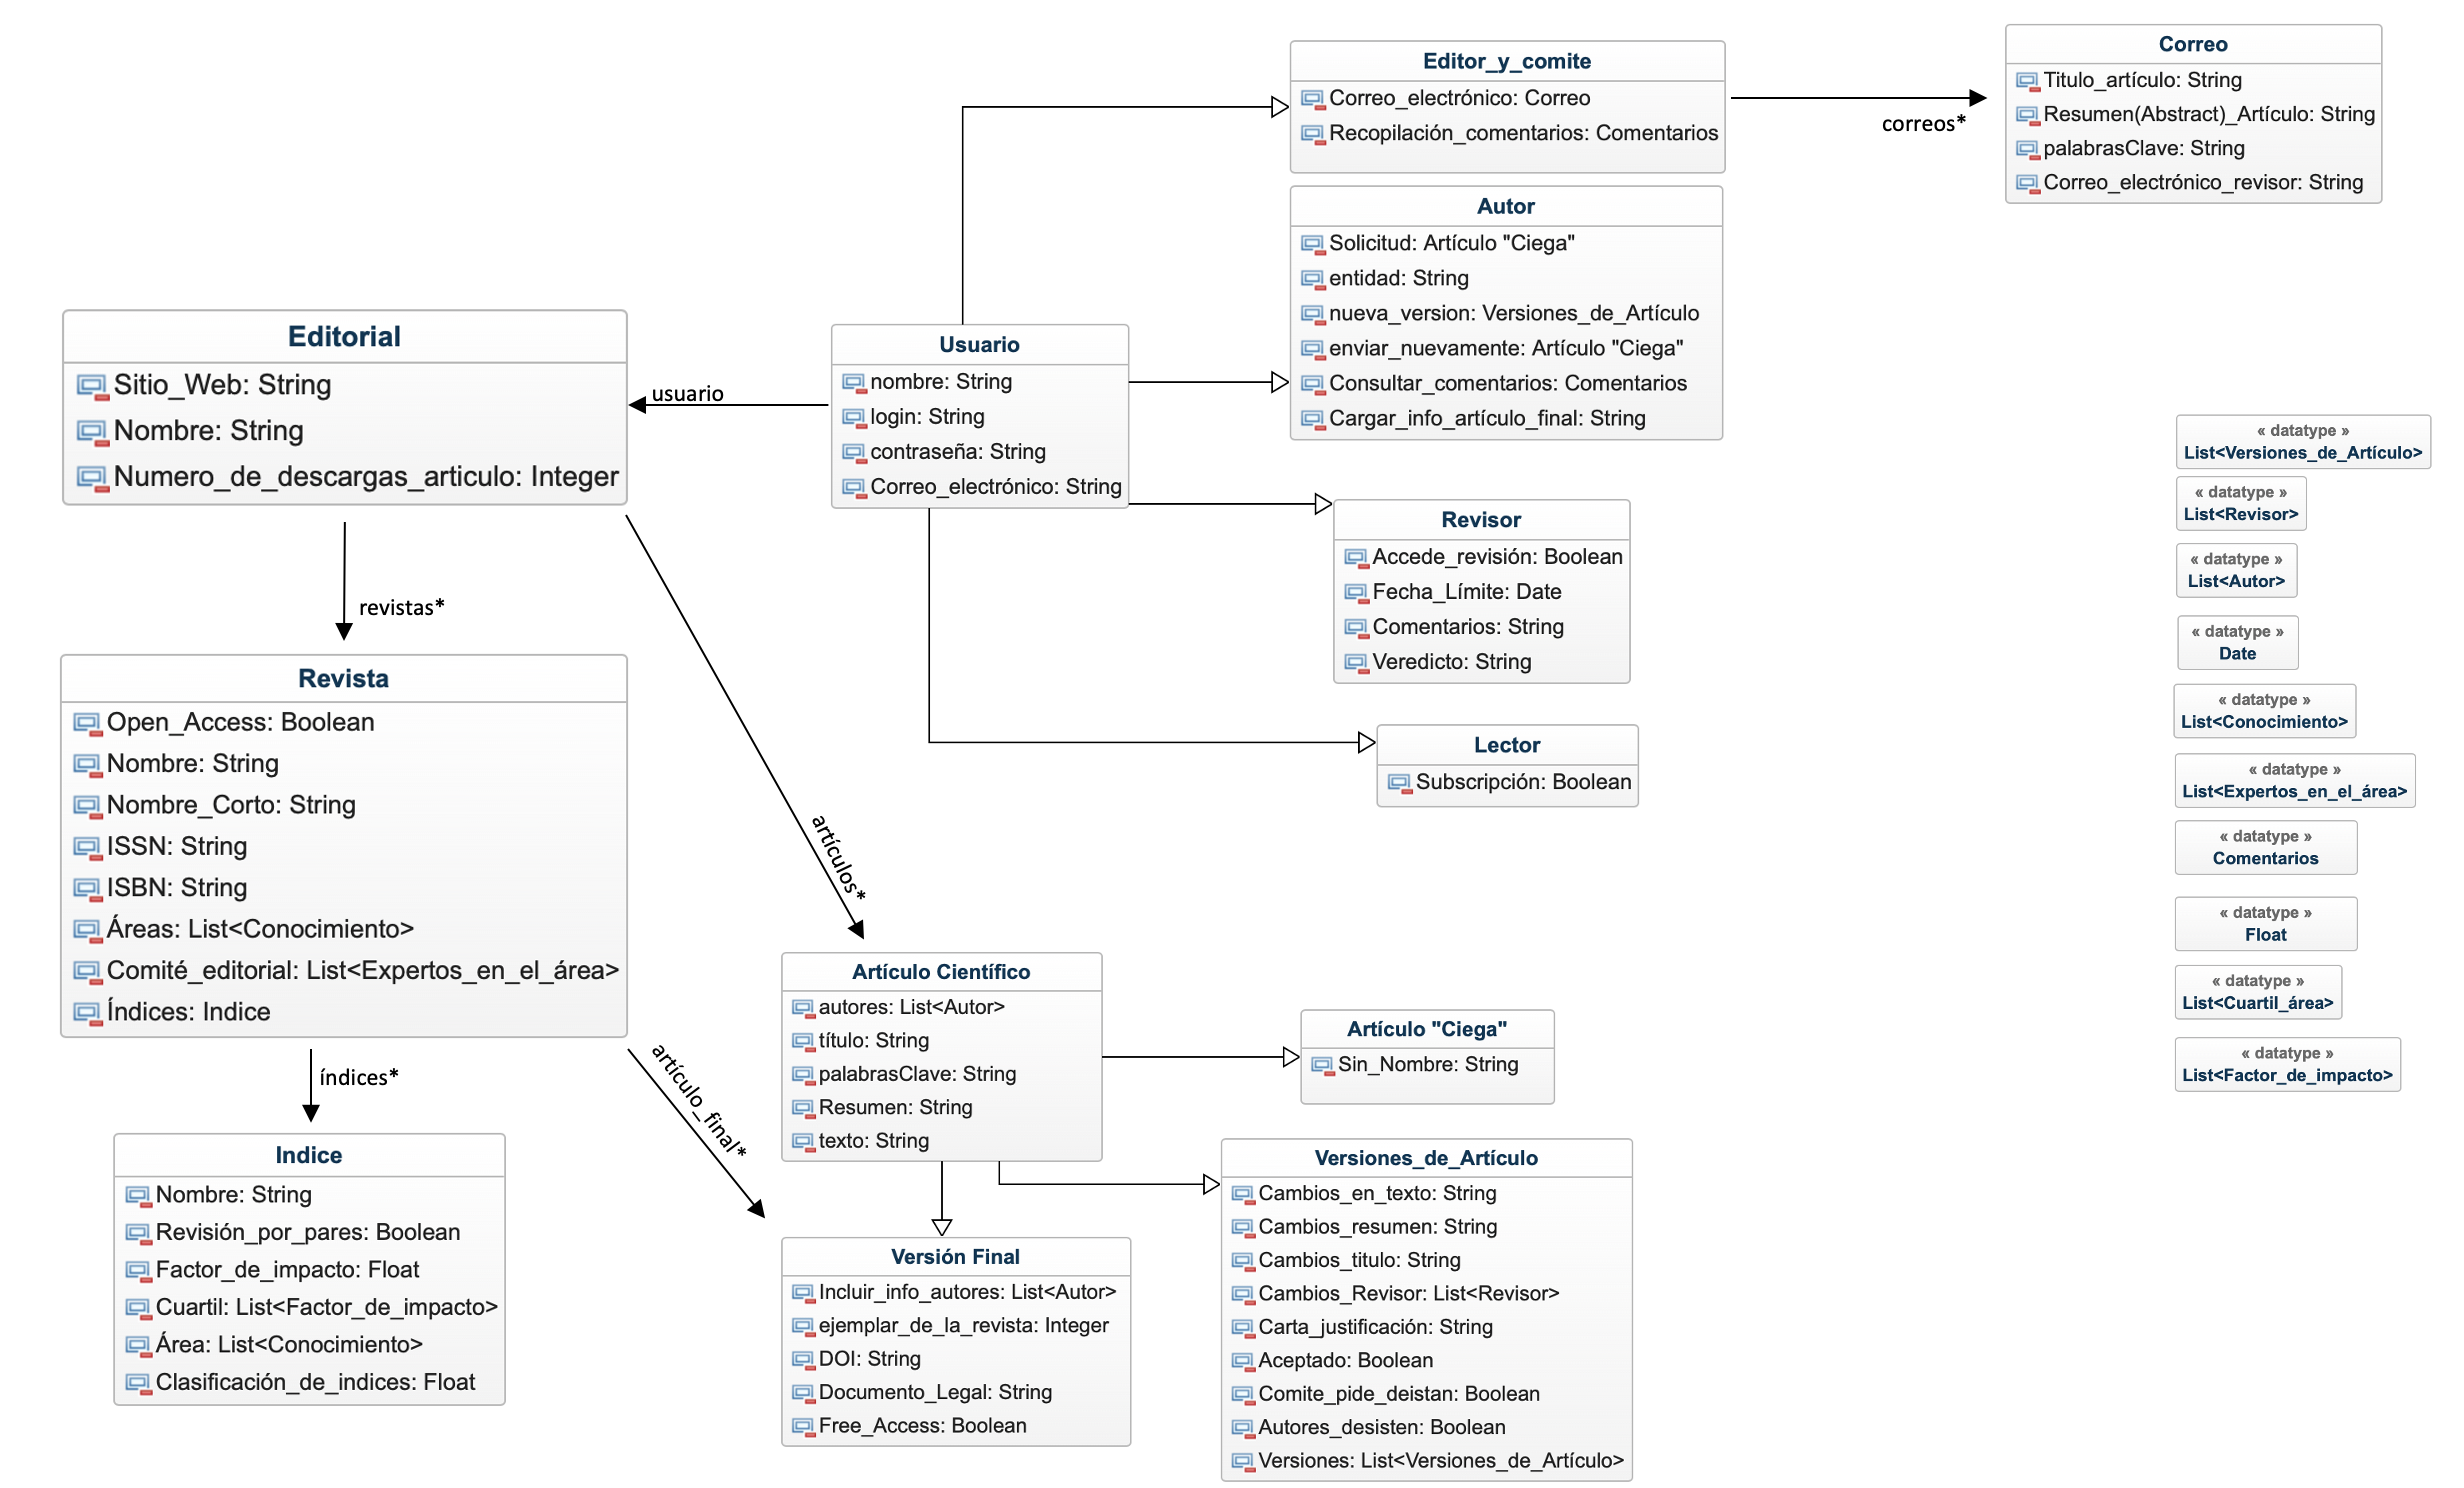 Editor_y_comite
Correo_electrónico: Correo
Recopilación_comentarios: Comentarios
correos*
Correo
Titulo_artículo: String
Resumen(Abstract)_Artículo: String
palabrasClave: String
Correo_electrónico_revisor: String
Autor
Solicitud: Artículo "Ciega"
entidad: String
nueva_version: Versiones_de_Artículo
enviar_nuevamente: Artículo "Ciega"
Consultar_comentarios: Comentarios
Cargar_info_artículo_final: String
Editorial
Sitio_Web: String
Nombre: String
Numero_de_descargas_articulo: Integer
usuario
Usuario
nombre: String
login: String
contraseña: String
Correo_electrónico: String
Revisor
Accede_revisión: Boolean
Fecha_Límite: Date
Comentarios: String
Veredicto: String
Lector
Subscripción: Boolean
revistas*
Revista
Open_Access: Boolean
Nombre: String
Nombre_Corto: String
ISSN: String
ISBN: String
Áreas: List<Conocimiento>
Comité_editorial: List<Expertos_en_el_área>
Índices: Indice
artículos*
índices*
artículo_final*
Indice
Nombre: String
Revisión_por_pares: Boolean
Factor_de_impacto: Float
Cuartil: List<Factor_de_impacto>
Área: List<Conocimiento>
Clasificación_de_indices: Float
Artículo Científico
autores: List<Autor>
título: String
palabrasClave: String
Resumen: String
texto: String
Artículo "Ciega"
Sin_Nombre: String
Versión Final
Incluir_info_autores: List<Autor>
ejemplar_de_la_revista: Integer
DOI: String
Documento_Legal: String
Free_Access: Boolean
Versiones_de_Artículo
Cambios_en_texto: String
Cambios_resumen: String
Cambios_titulo: String
Cambios_Revisor: List<Revisor>
Carta_justificación: String
Aceptado: Boolean
Comite_pide_deistan: Boolean
Autores_desisten: Boolean
Versiones: List<Versiones_de_Artículo>
« datatype »
List<Versiones_de_Artículo>
« datatype »
List<Revisor>
« datatype »
List<Autor>
« datatype »
Date
« datatype »
List<Conocimiento>
« datatype »
List<Expertos_en_el_área>
« datatype »
Comentarios
« datatype »
Float
« datatype »
List<Cuartil_área>
« datatype »
List<Factor_de_impacto>